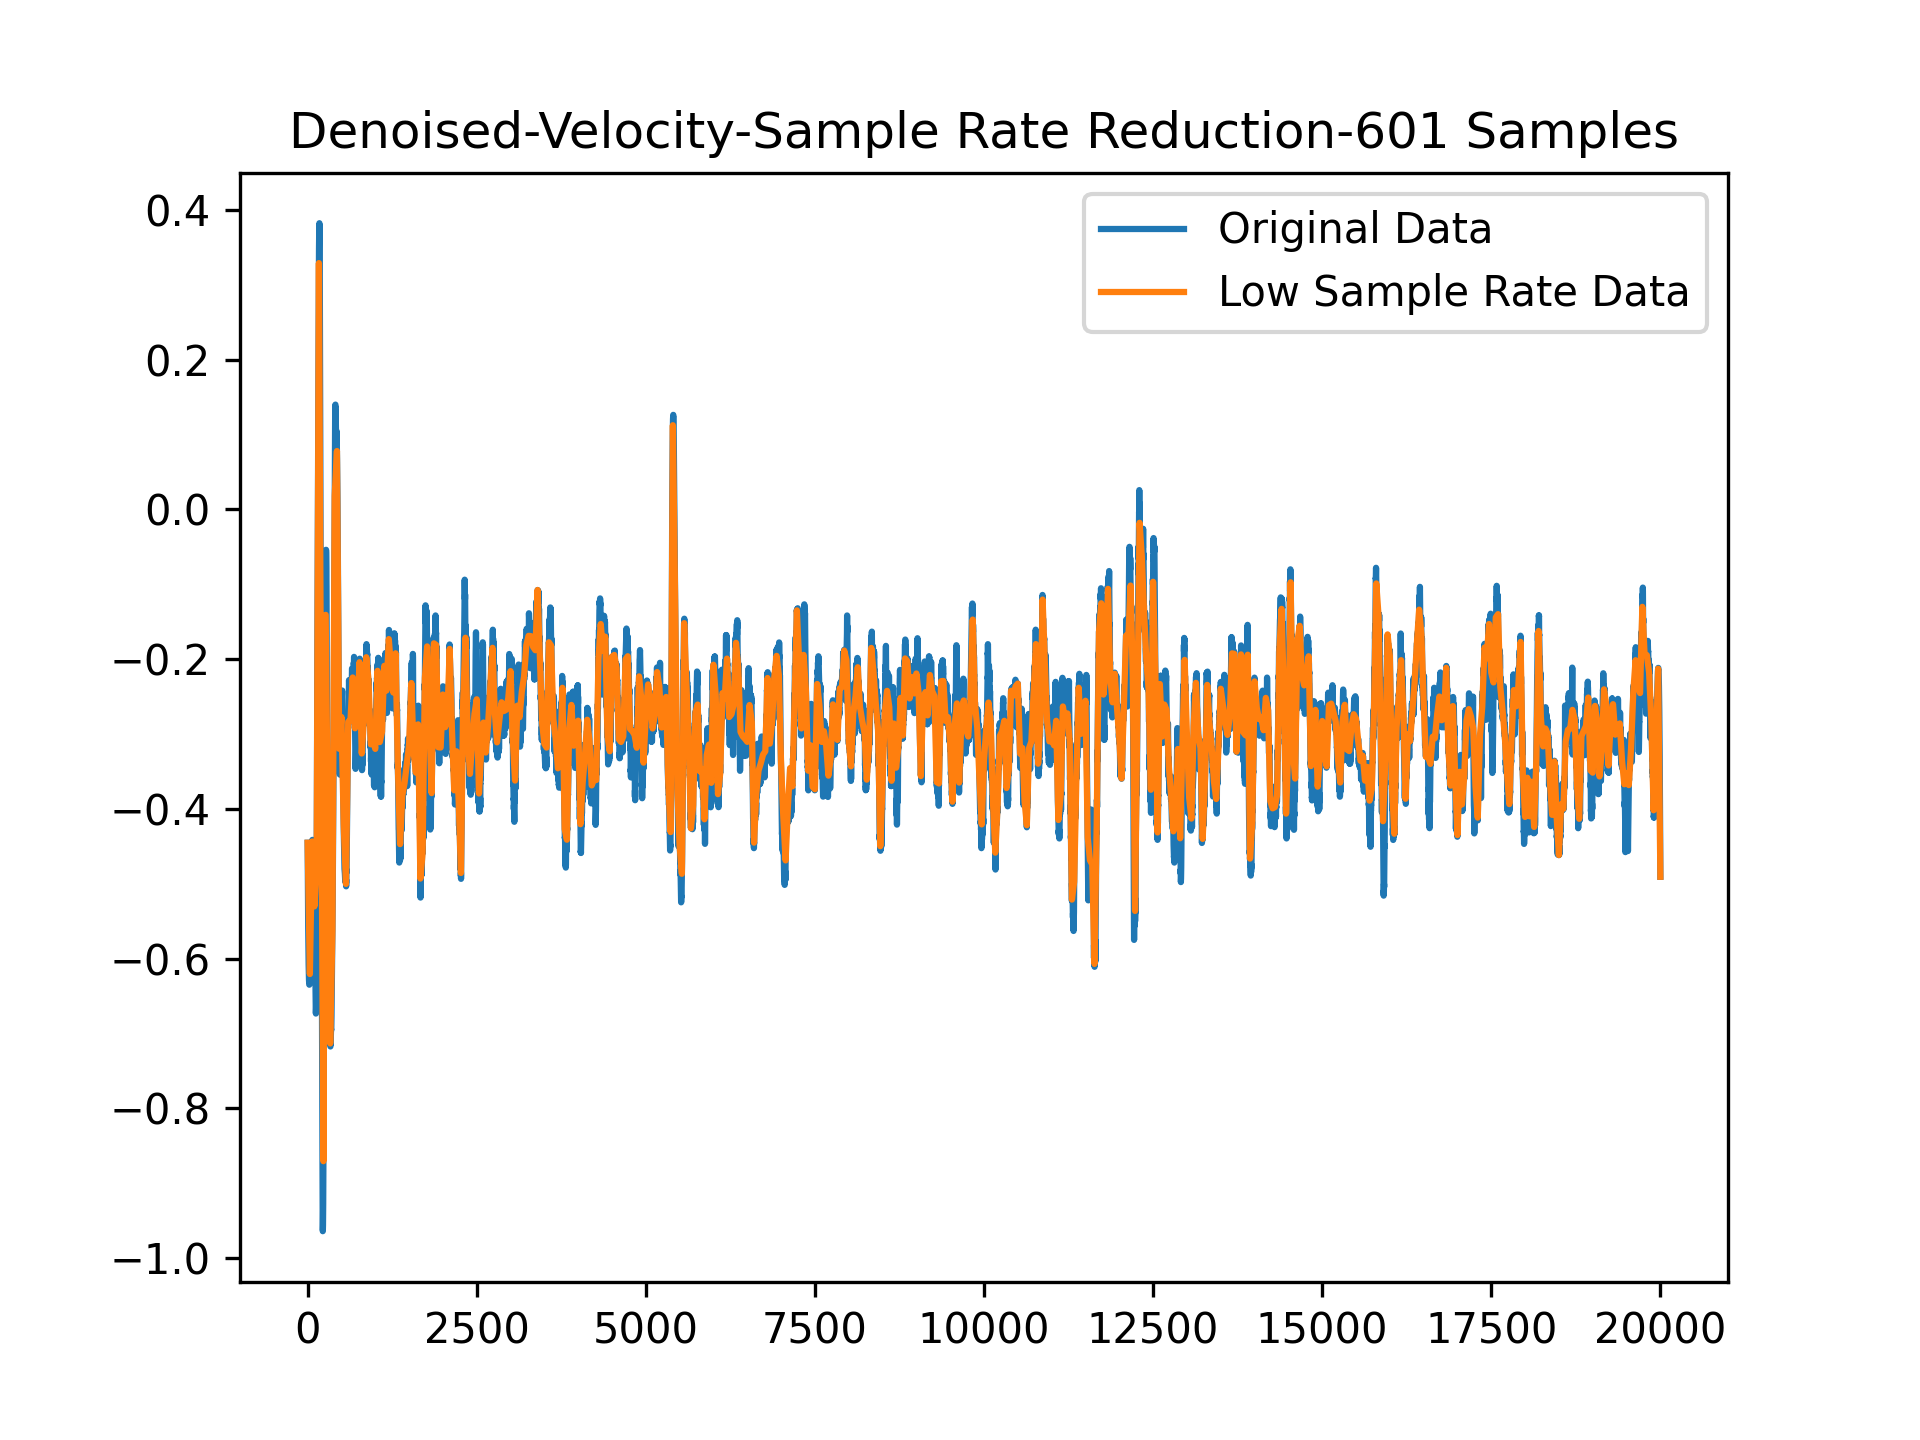 Denoised-Velocity-Sample Rate Reduction-601 Samples
Original Data
Low Sample Rate Data
0.4
0.2
0.0
−0.2
−0.4
−0.6
−0.8
−1.0
0 2500 5000 7500 10000 12500 15000 17500 20000